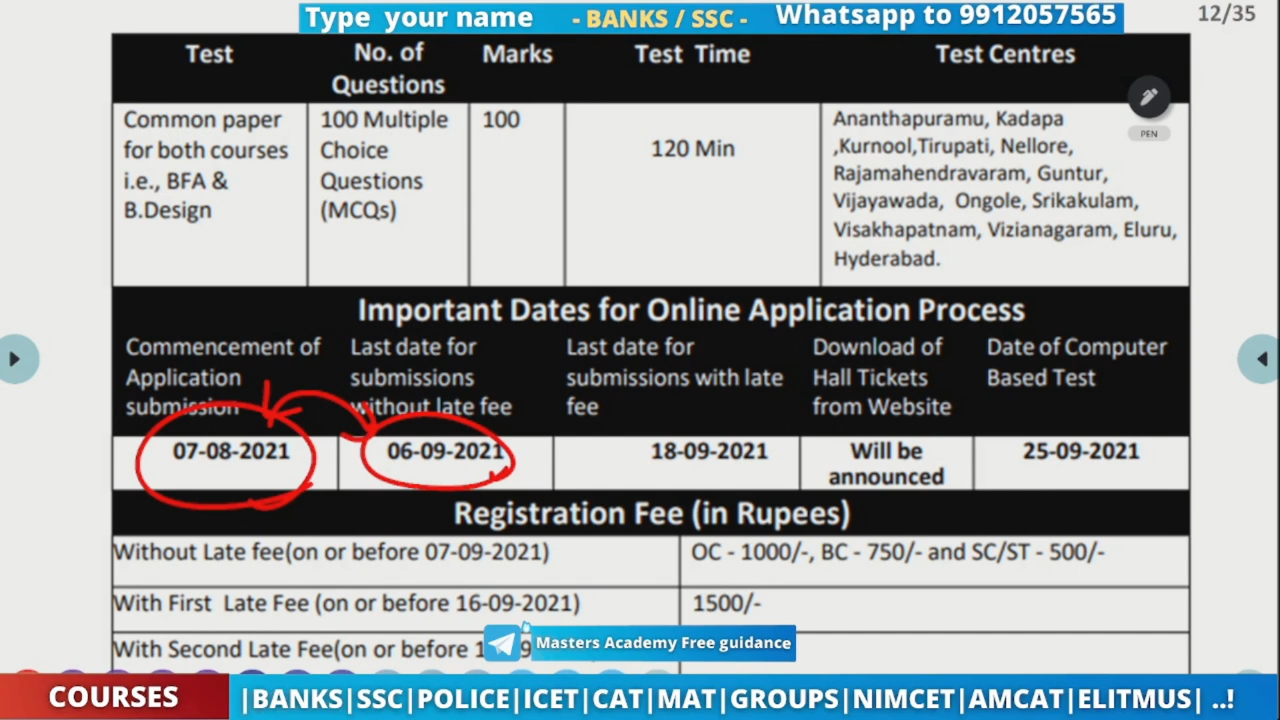 Type your name - BANKS / SSC - Whatsapp to 9912057565
12/35
Test
No. of
Questions
Marks
Test Time
Test Centres
PEN
Common paper
for both courses
i.e., BFA &
B.Design
100 Multiple
Choice
Questions
(MCQs)
100
120 Min
Ananthapuramu, Kadapa
,Kurnool,Tirupati, Nellore,
Rajamahendravaram, Guntur,
Vijayawada, Ongole, Srikakulam,
Visakhapatnam, Vizianagaram, Eluru,
Hyderabad.
Important Dates for Online Application Process
Commencement of
Application
submission
Last date for
submissions
without late fee
Last date for
submissions with late
fee
Download of
Hall Tickets
from Website
Date of Computer
Based Test
07-08-2021
06-09-2021
18-09-2021
Will be
announced
25-09-2021
Registration Fee (in Rupees)
Without Late fee(on or before 07-09-2021)
OC - 1000/-, BC - 750/- and SC/ST - 500/-
With First Late Fee (on or before 16-09-2021)
1500/-
With Second Late Fee(on or before
Masters Academy Free guidance
COURSES
|BANKS|SSC|POLICE|ICET|CAT|MAT|GROUPS|NIMCET|AMCAT|ELITMUS| ..!